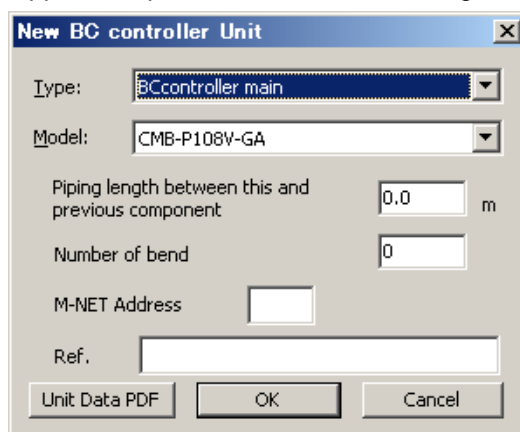 New BC controller Unit
Type: BCcontroller main
Model: CMB-P108V-GA
Piping length between this and
previous component
0.0 m
Number of bend 0
M-NET Address
Ref.
Unit Data PDF OK Cancel